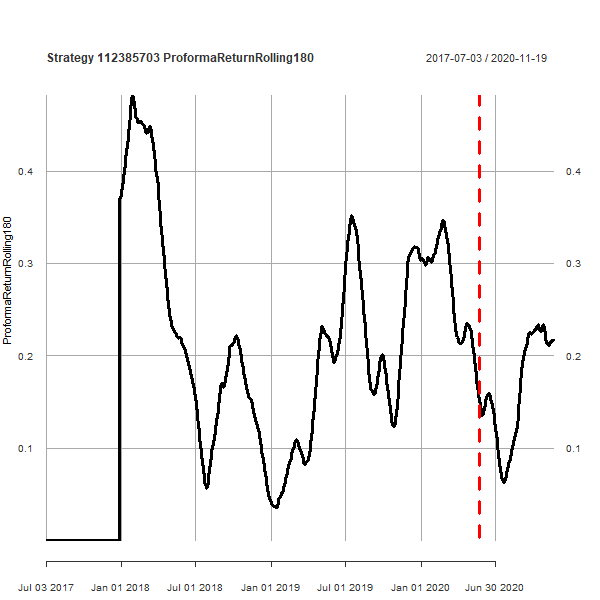 Strategy 112385703 ProformaReturnRolling180 2017-07-03 / 2020-11-19
ProformaReturnRolling180
0.4 0.4
0.3 0.3
0.2 0.2
0.1 0.1
Jul 03 2017 Jan 01 2018 Jul 01 2018 Jan 01 2019 Jul 01 2019 Jan 01 2020 Jun 30 2020